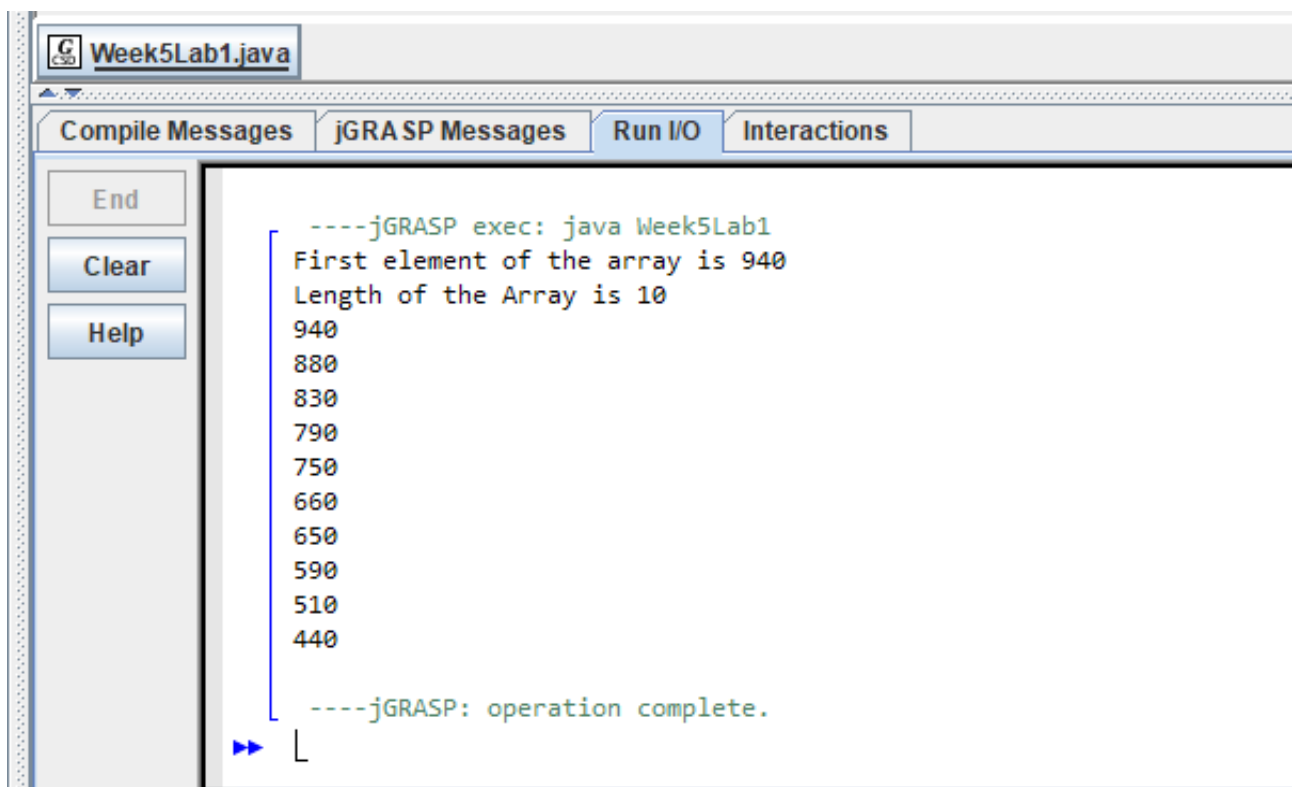 Week5Lab1.java
Compile Messages jGRASP Messages Run I/O Interactions
End
Clear
Help
----jGRASP exec: java Week5Lab1
First element of the array is 940
Length of the Array is 10
940
880
830
790
750
660
650
590
510
440
----jGRASP: operation complete.